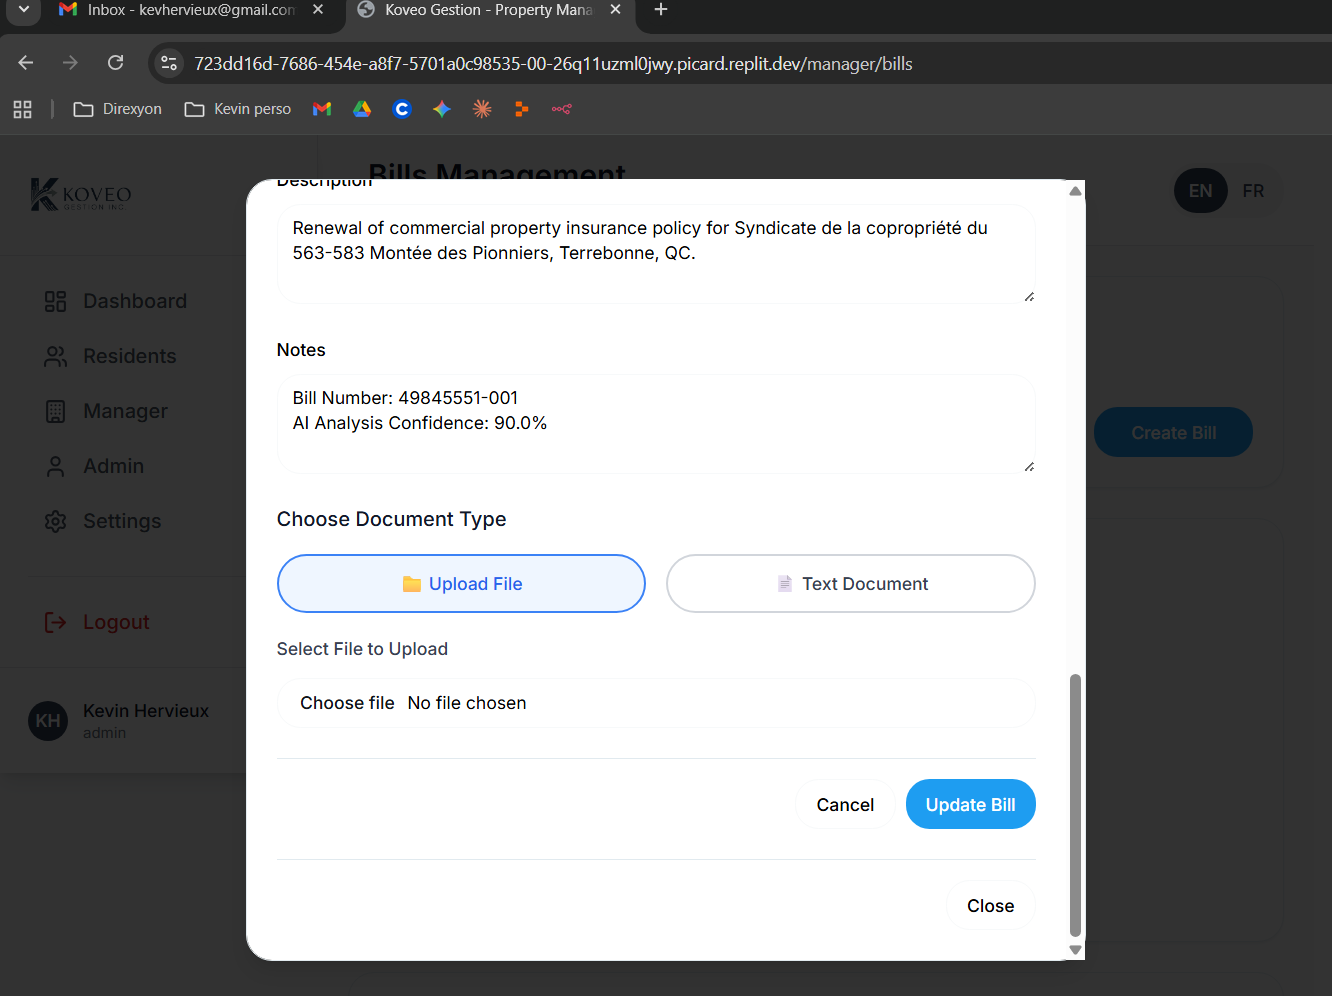 Inbox - kevhervieux@gmail.con
Koveo Gestion - Property Mana
723dd16d-7686-454e-a8f7-5701a0c98535-00-26q11uzml0jwy.picard.replit.dev/manager/bills
Direxyon
Kevin perso
KOVEO
GESTION INC.
Bills Management
EN
FR
Dashboard
Residents
Manager
Admin
Settings
Logout
KH
Kevin Hervieux
admin
Create Bill
Description
Renewal of commercial property insurance policy for Syndicate de la copropriété du
563-583 Montée des Pionniers, Terrebonne, QC.
Notes
Bill Number: 49845551-001
AI Analysis Confidence: 90.0%
Choose Document Type
Upload File
Text Document
Select File to Upload
Choose file No file chosen
Cancel
Update Bill
Close